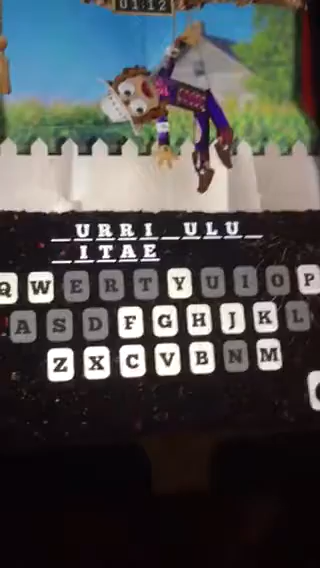 01:12
_URRI_ULU_
_ITAE
Q W E R T Y U I O P
A S D F G H J K L
Z X C V B N M